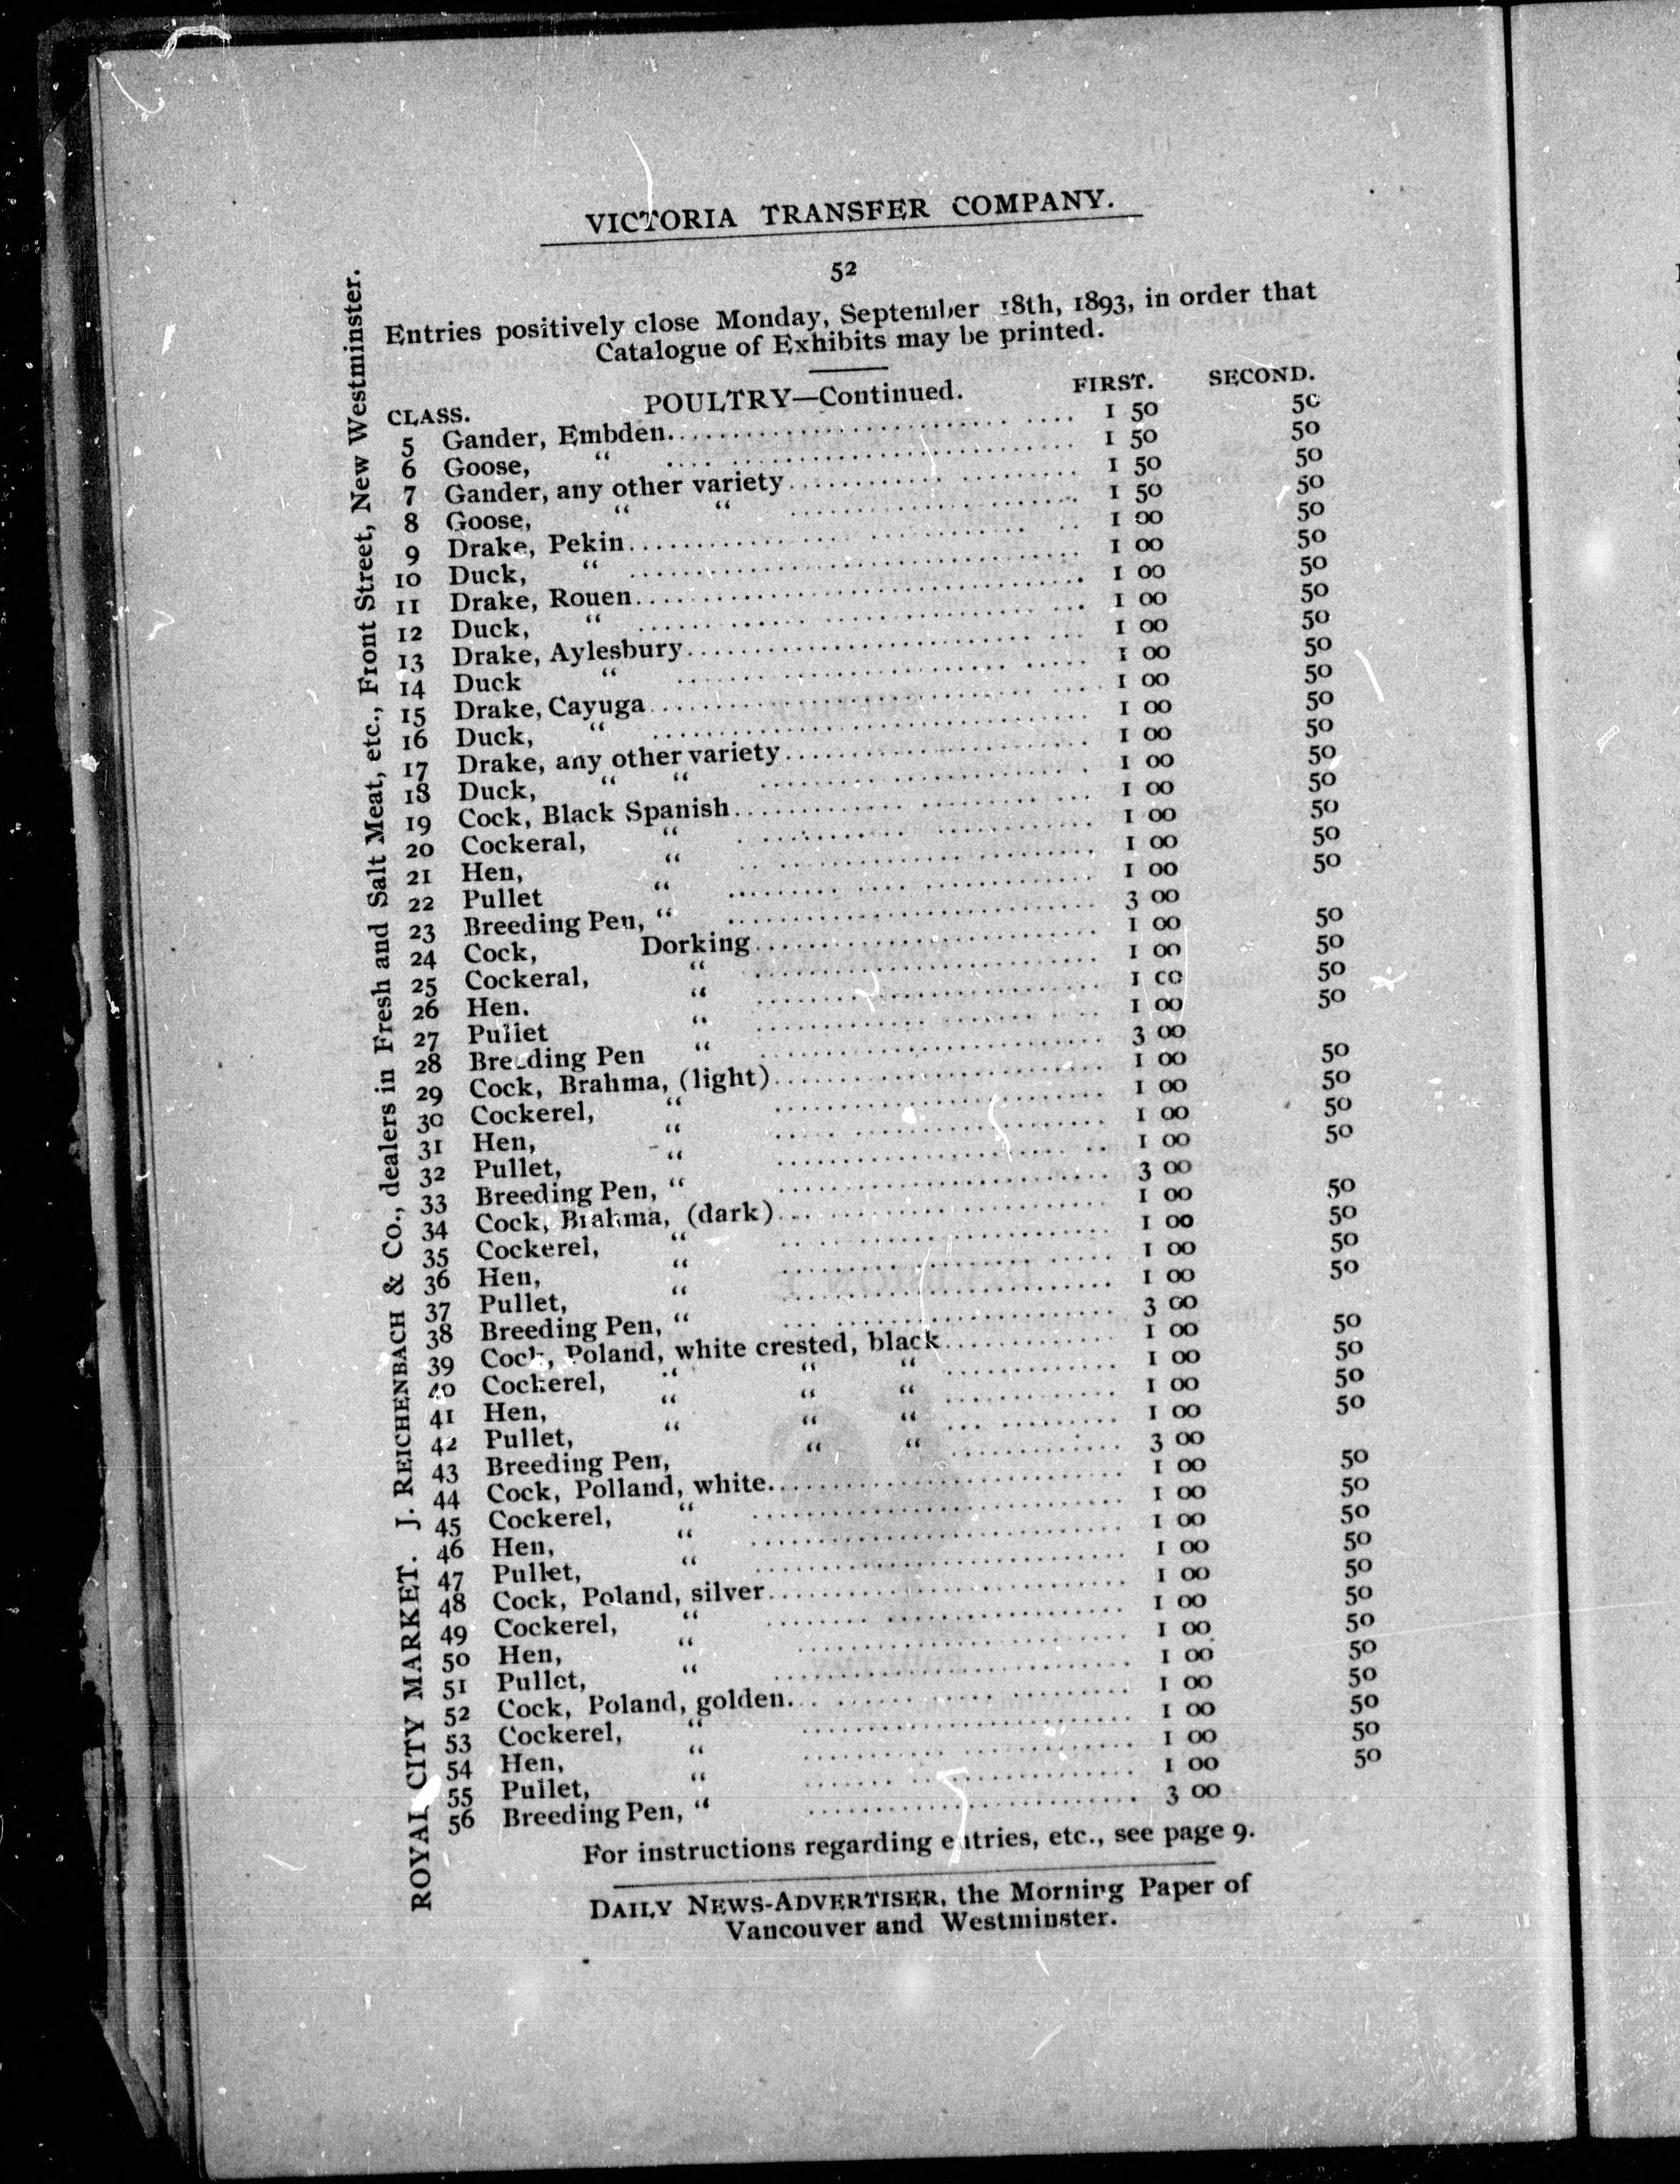 VICTORIA TRANSFER COMPANY.
52
Entries positively close Monday, September 18th, 1893, in order that
Catalogue of Exhibits may be printed.
POULTRY—Continued.
CLASS. FIRST. SECOND.
5 Gander, Embden 1 50 50
6 Goose, “ 1 50 50
7 Gander, any other variety 1 50 50
8 Goose, “ “ 1 50 50
9 Drake, Pekin 1 00 50
10 Duck, “ 1 00 50
11 Drake, Rouen 1 00 50
12 Duck, “ 1 00 50
13 Drake, Aylesbury 1 00 50
14 Duck “ 1 00 50
15 Drake, Cayuga 1 00 50
16 Duck, “ 1 00 50
17 Drake, any other variety 1 00 50
18 Duck, “ “ 1 00 50
19 Cock, Black Spanish 1 00 50
20 Cockeral, “ 1 00 50
21 Hen, “ 1 00 50
22 Pullet “ 1 00 50
23 Breeding Pen, “ 3 00
24 Cock, Dorking 1 00 50
25 Cockeral, “ 1 00 50
26 Hen. “ 1 00 50
27 Pullet “ 1 00 50
28 Breeding Pen “ 3 00
29 Cock, Brahma, (light) 1 00 50
30 Cockerel, “ 1 00 50
31 Hen, “ 1 00 50
32 Pullet, “ 1 00 50
33 Breeding Pen, “ 3 00
34 Cock, Brahma, (dark) 1 00 50
35 Cockerel, “ 1 00 50
36 Hen, “ 1 00 50
37 Pullet, “ 1 00 50
38 Breeding Pen, “ 3 00
39 Cock, Poland, white crested, black 1 00 50
40 Cockerel, “ “ “ 1 00 50
41 Hen, “ “ “ 1 00 50
42 Pullet, “ “ “ 1 00 50
43 Breeding Pen, “ “ 3 00
44 Cock, Polland, white 1 00 50
45 Cockerel, “ 1 00 50
46 Hen, “ 1 00 50
47 Pullet, “ 1 00 50
48 Cock, Poland, silver 1 00 50
49 Cockerel, “ 1 00 50
50 Hen, “ 1 00 50
51 Pullet, “ 1 00 50
52 Cock, Poland, golden 1 00 50
53 Cockerel, “ 1 00 50
54 Hen, “ 1 00 50
55 Pullet, “ 1 00 50
56 Breeding Pen, “ 3 00
For instructions regarding entries, etc., see page 9.
DAILY NEWS-ADVERTISER, the Morning Paper of
Vancouver and Westminster.
ROYAL CITY MARKET. J. REICHENBACH & Co., dealers in Fresh and Salt Meat, etc., Front Street, New Westminster.